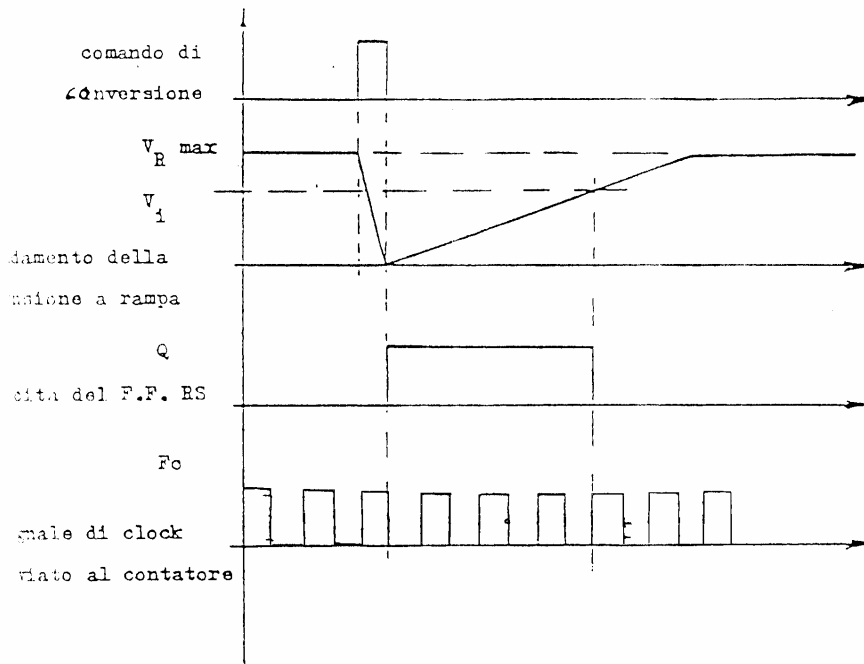 comando di
conversione
V_R max
V_i
damento della
nsione a rampa
Q
cita del F.F. RS
Fc
gnale di clock
viato al contatore